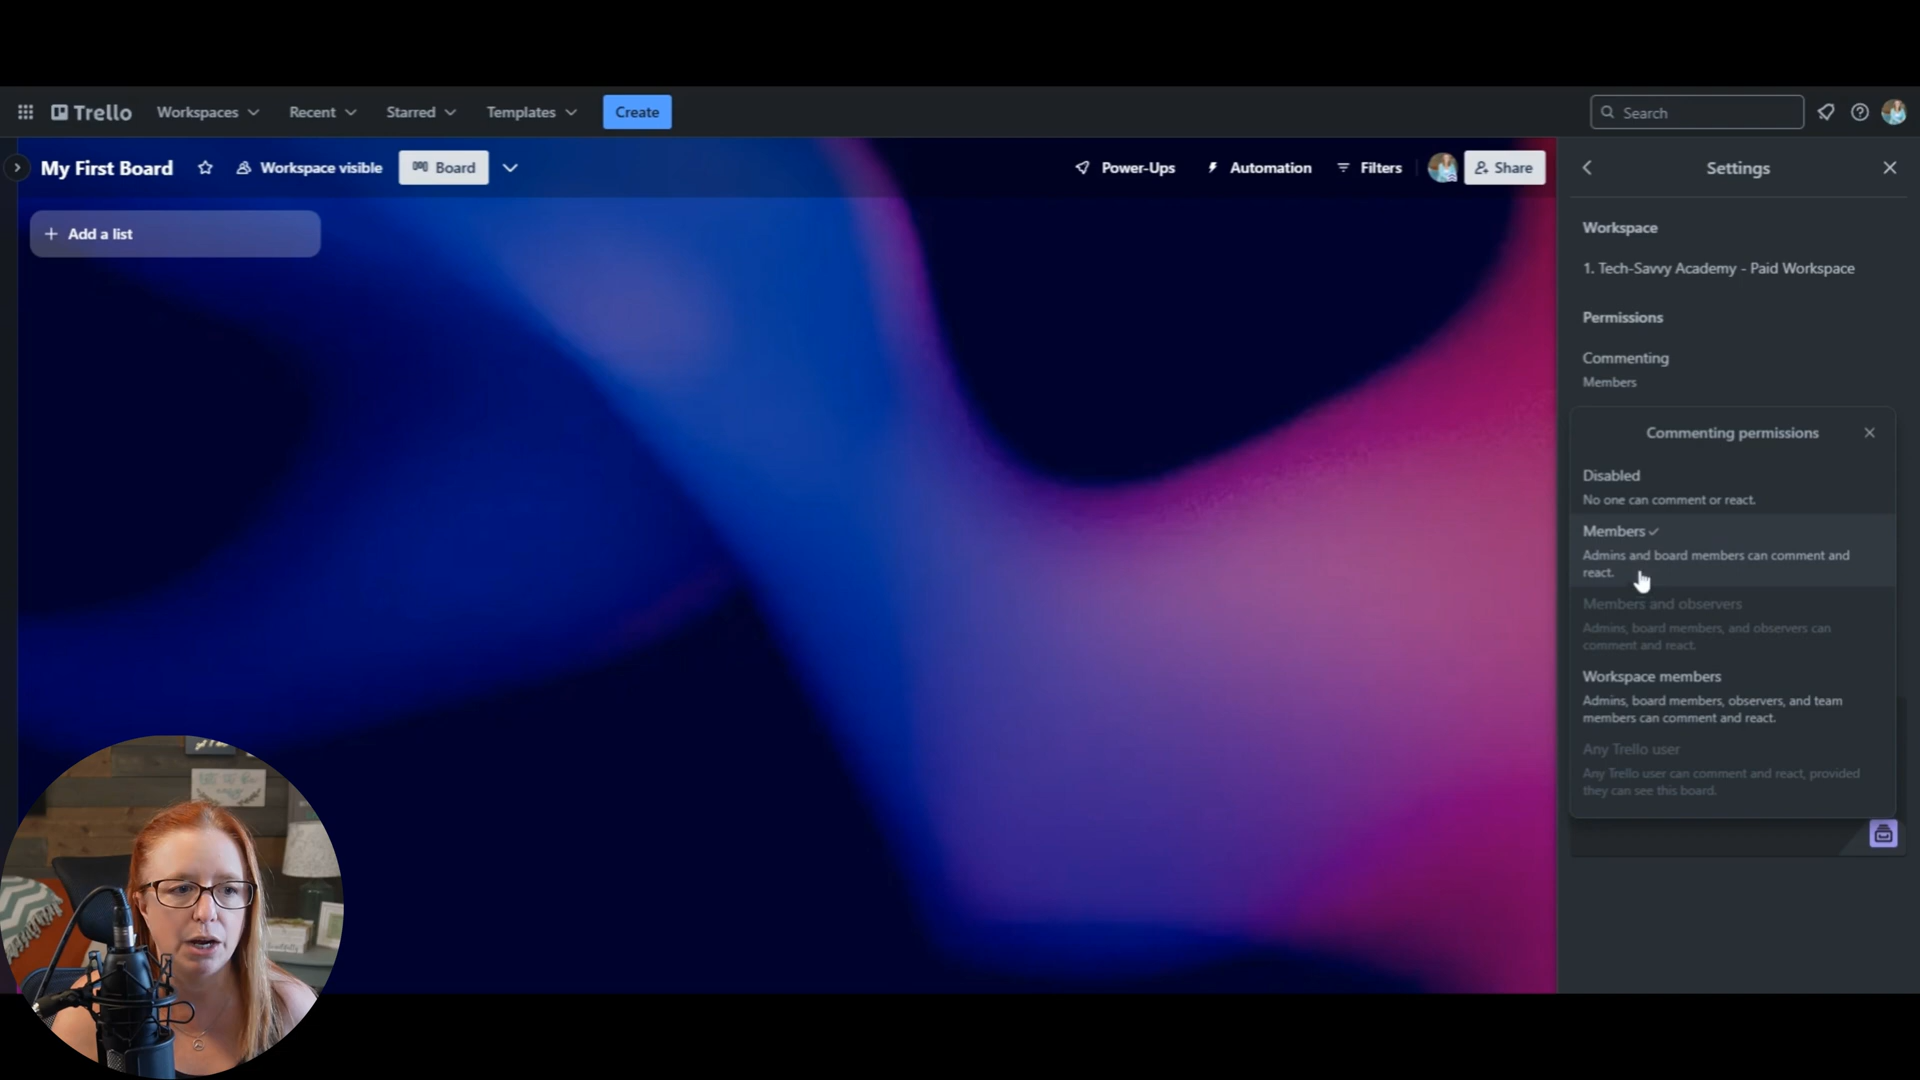 Trello
Workspaces
Recent
Starred
Templates
Create
Search
My First Board
Workspace visible
Board
Power-Ups
Automation
Filters
Share
Settings
+ Add a list
Workspace
1. Tech-Savvy Academy - Paid Workspace
Permissions
Commenting
Members
Commenting permissions
Disabled
No one can comment or react.
Members
Admins and board members can comment and
react.
Members and observers
Admins, board members, and observers can
comment and react.
Workspace members
Admins, board members, observers, and team
members can comment and react.
Any Trello user
Any Trello user can comment and react, provided
they can see this board.